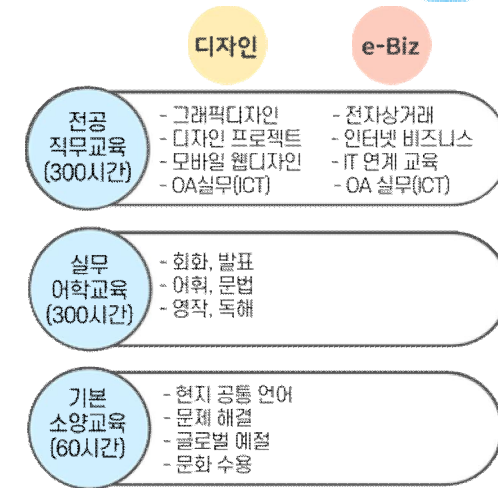 디자인
e-Biz
전공
직무교육
(300시간)
- 그래픽디자인
- 디자인 프로젝트
- 모바일 웹디자인
- OA실무(ICT)
- 전자상거래
- 인터넷 비즈니스
- IT 연계 교육
- OA 실무(ICT)
실무
어학교육
(300시간)
- 회화, 발표
- 어휘, 문법
- 영작, 독해
기본
소양교육
(60시간)
- 현지 공통 언어
- 문제 해결
- 글로벌 예절
- 문화 수용